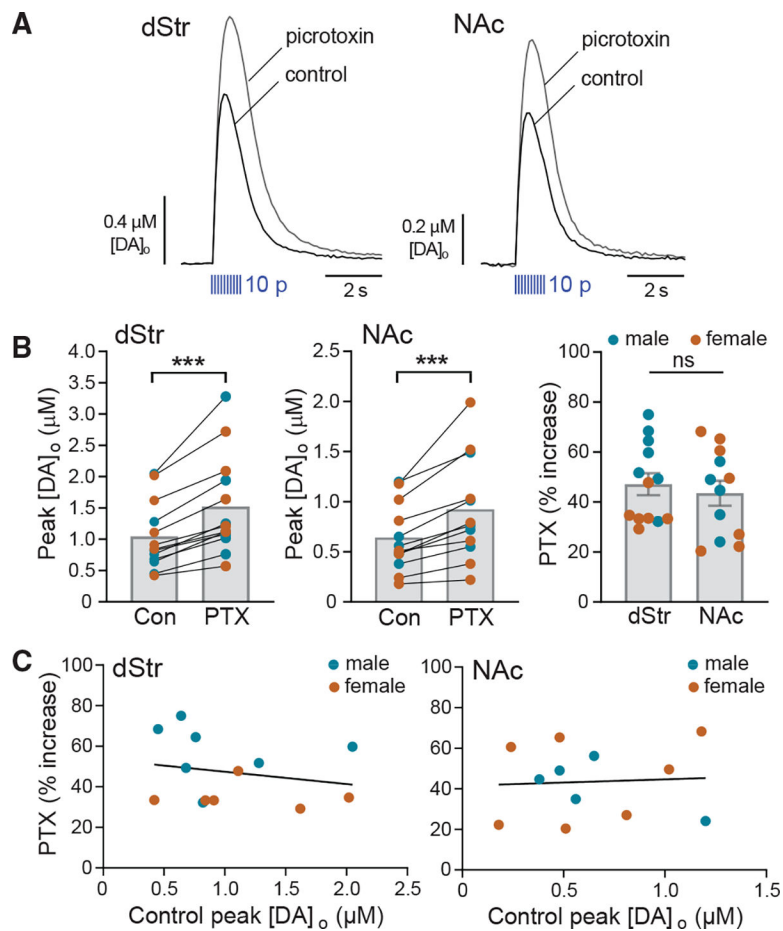 A
dStr
picrotoxin
control
0.4 µM
[DA]o
10 p
2 s
NAc
picrotoxin
control
0.2 µM
[DA]o
10 p
2 s
B
dStr
***
Peak [DA]o (µM)
4.0
3.5
3.0
2.5
2.0
1.5
1.0
0.5
0
Con
PTX
NAc
***
Peak [DA]o (µM)
2.5
2.0
1.5
1.0
0.5
0
Con
PTX
male
female
ns
PTX (% increase)
100
80
60
40
20
0
dStr
NAc
C
dStr
male
female
PTX (% increase)
100
80
60
40
20
0
0
0.5
1.0
1.5
2.0
2.5
Control peak [DA]o (µM)
NAc
male
female
100
80
60
40
20
0
0
0.5
1.0
1.5
Control peak [DA]o (µM)